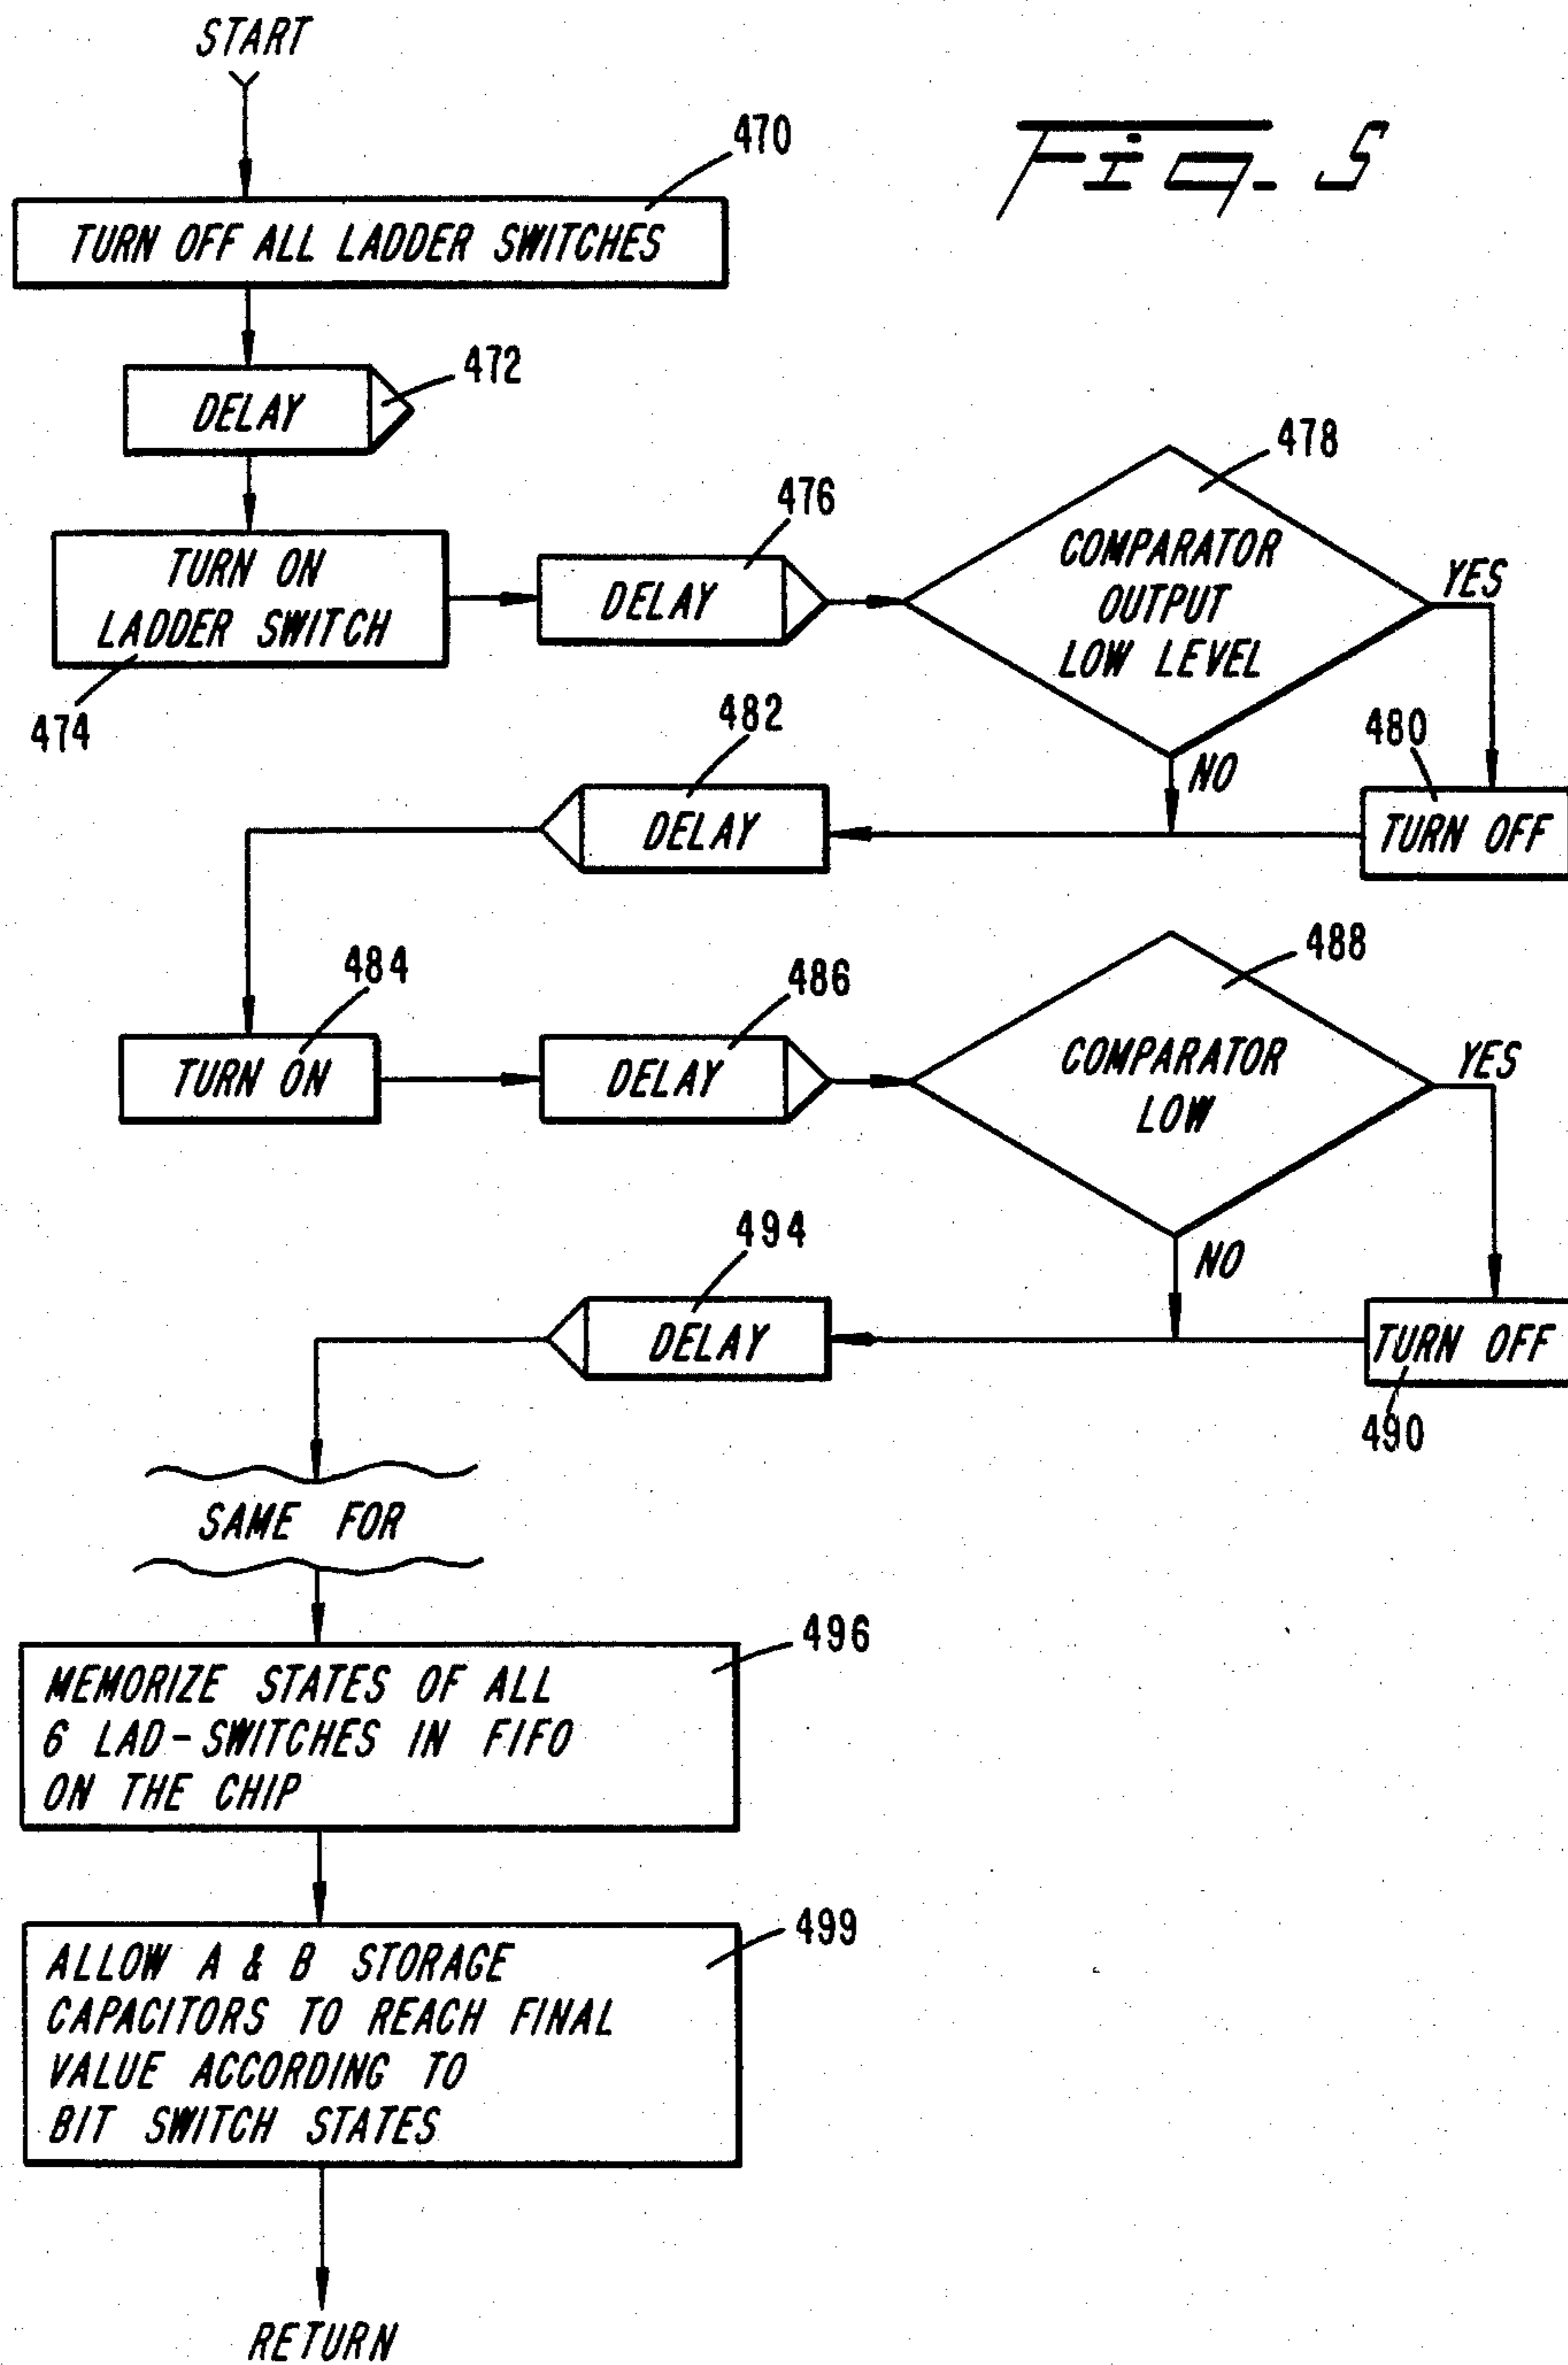 START
Fig. 5
470
TURN OFF ALL LADDER SWITCHES
472
DELAY
478
476
TURN ON
LADDER SWITCH
DELAY
COMPARATOR
OUTPUT
LOW LEVEL
YES
474
482
480
NO
DELAY
TURN OFF
484
486
488
TURN ON
DELAY
COMPARATOR
LOW
YES
494
NO
DELAY
TURN OFF
490
SAME FOR
496
MEMORIZE STATES OF ALL
6 LAD-SWITCHES IN FIFO
ON THE CHIP
499
ALLOW A & B STORAGE
CAPACITORS TO REACH FINAL
VALUE ACCORDING TO
BIT SWITCH STATES
RETURN